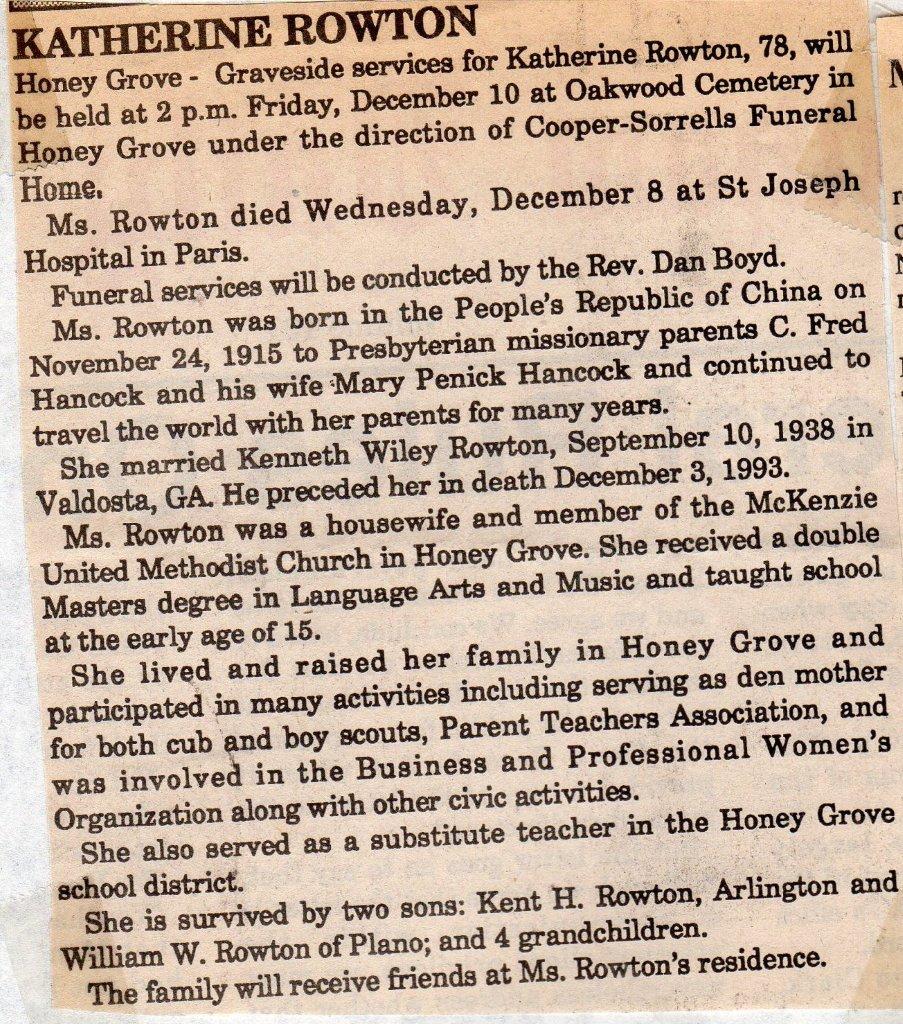 KATHERINE ROWTON
Honey Grove - Graveside services for Katherine Rowton, 78, will
be held at 2 p.m. Friday, December 10 at Oakwood Cemetery in
Honey Grove under the direction of Cooper-Sorrells Funeral
Home.
Ms. Rowton died Wednesday, December 8 at St Joseph
Hospital in Paris.
Funeral services will be conducted by the Rev. Dan Boyd.
Ms. Rowton was born in the People's Republic of China on
November 24, 1915 to Presbyterian missionary parents C. Fred
Hancock and his wife Mary Penick Hancock and continued to
travel the world with her parents for many years.
She married Kenneth Wiley Rowton, September 10, 1938 in
Valdosta, GA. He preceded her in death December 3, 1993.
Ms. Rowton was a housewife and member of the McKenzie
United Methodist Church in Honey Grove. She received a double
Masters degree in Language Arts and Music and taught school
at the early age of 15.
She lived and raised her family in Honey Grove and
participated in many activities including serving as den mother
for both cub and boy scouts, Parent Teachers Association, and
was involved in the Business and Professional Women's
Organization along with other civic activities.
She also served as a substitute teacher in the Honey Grove
school district.
She is survived by two sons: Kent H. Rowton, Arlington and
William W. Rowton of Plano; and 4 grandchildren.
The family will receive friends at Ms. Rowton's residence.